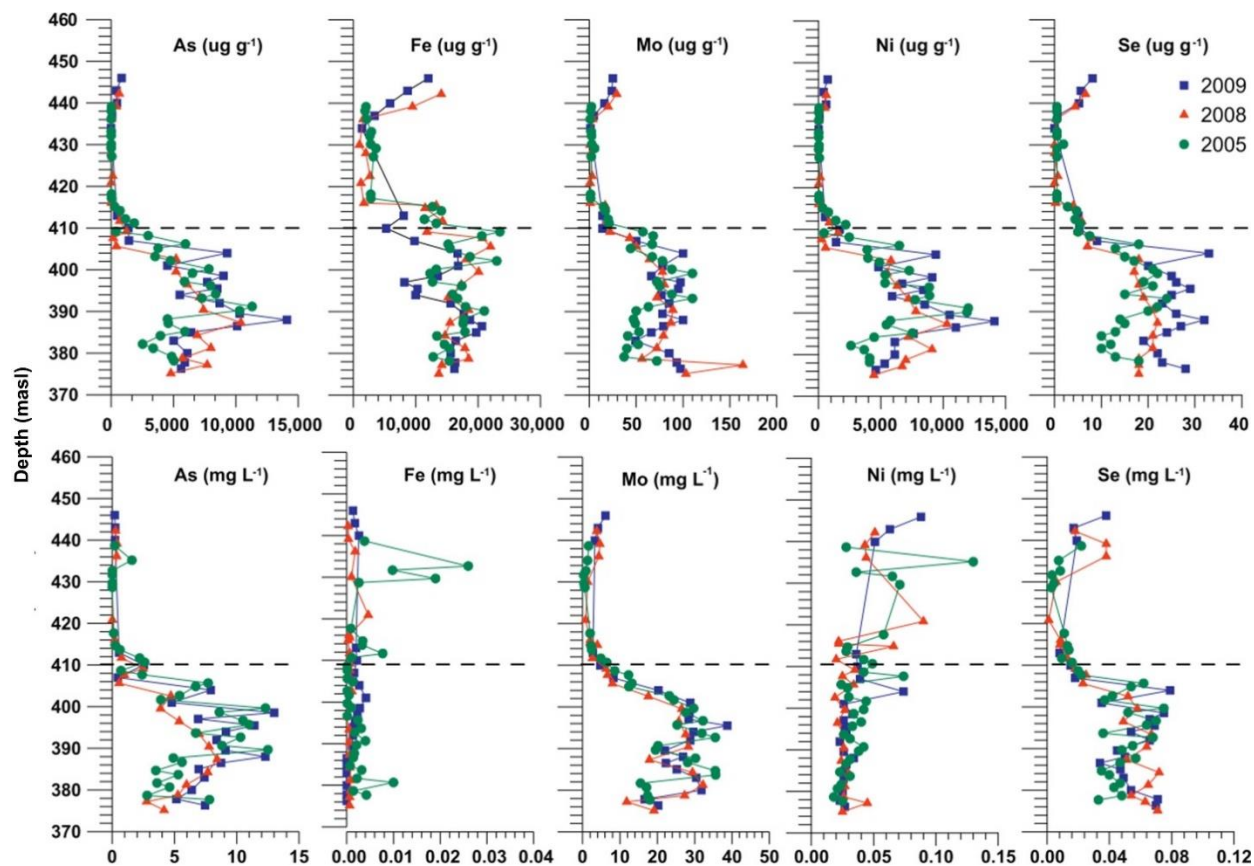 460
As (ug g⁻¹)
Fe (ug g⁻¹)
Mo (ug g⁻¹)
Ni (ug g⁻¹)
Se (ug g⁻¹)
450
2009
440
2008
430
2005
420
410
400
390
380
370
0 5,000 10,000 15,000
0 10,000 20,000 30,000
0 50 100 150 200
0 5,000 10,000 15,000
0 10 20 30 40
Depth (masl)
460
As (mg L⁻¹)
Fe (mg L⁻¹)
Mo (mg L⁻¹)
Ni (mg L⁻¹)
Se (mg L⁻¹)
450
440
430
420
410
400
390
380
370
0 5 10 15
0.00 0.01 0.02 0.03 0.04
0 10 20 30 40 50
0.00 0.05 0.10 0.15
0.00 0.04 0.08 0.12